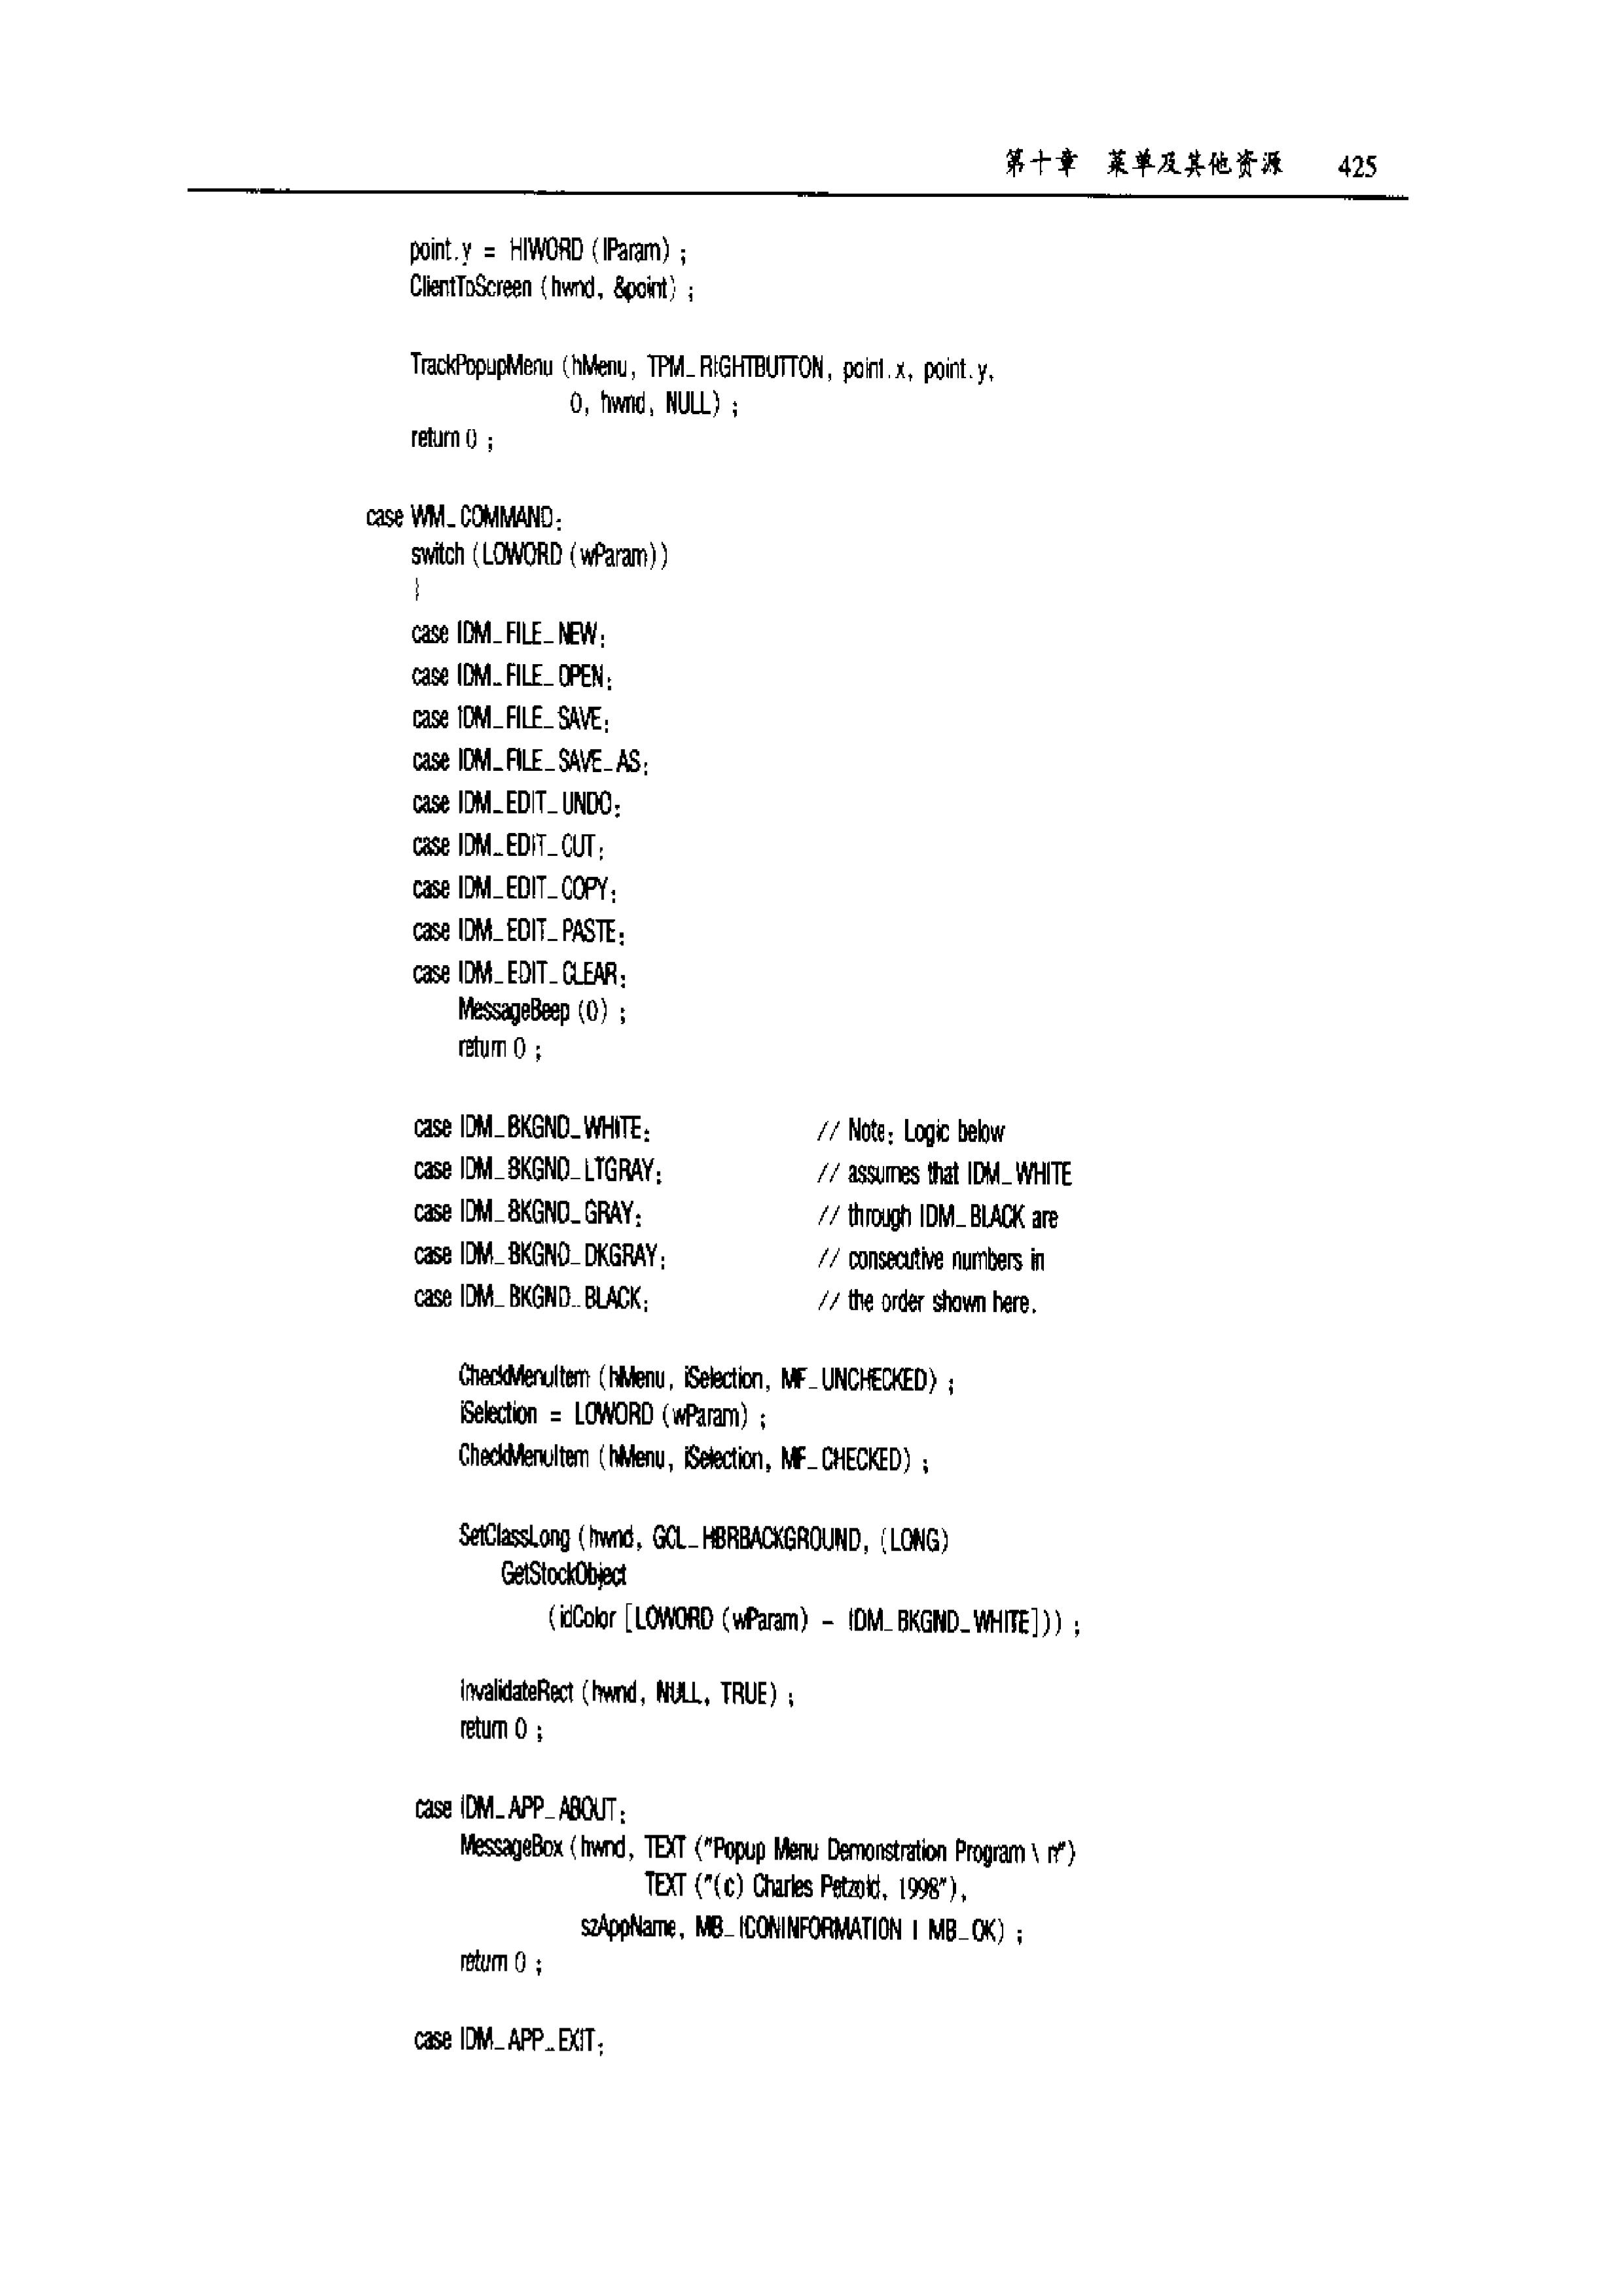 第十章 菜单及其他资源 425
point.y = HIWORD (lParam) ;
ClientToScreen (hwnd, &point) ;
TrackPopupMenu (hMenu, TPM_RIGHTBUTTON, point.x, point.y,
0, hwnd, NULL) ;
return 0 ;
case WM_COMMAND:
switch (LOWORD (wParam))
}
case IDM_FILE_NEW:
case IDM_FILE_OPEN:
case IDM_FILE_SAVE:
case IDM_FILE_SAVE_AS:
case IDM_EDIT_UNDO:
case IDM_EDIT_CUT:
case IDM_EDIT_COPY:
case IDM_EDIT_PASTE:
case IDM_EDIT_CLEAR:
MessageBeep (0) ;
return 0 ;
case IDM_BKGND_WHITE: // Note: Logic below
case IDM_BKGND_LTGRAY: // assumes that IDM_WHITE
case IDM_BKGND_GRAY: // through IDM_BLACK are
case IDM_BKGND_DKGRAY: // consecutive numbers in
case IDM_BKGND_BLACK: // the order shown here.
CheckMenuItem (hMenu, iSelection, MF_UNCHECKED) ;
iSelection = LOWORD (wParam) ;
CheckMenuItem (hMenu, iSelection, MF_CHECKED) ;
SetClassLong (hwnd, GCL_HBRBACKGROUND, (LONG)
GetStockObject
(idColor [LOWORD (wParam) - IDM_BKGND_WHITE])) ;
InvalidateRect (hwnd, NULL, TRUE) ;
return 0 ;
case IDM_APP_ABOUT:
MessageBox (hwnd, TEXT ("Popup Menu Demonstration Program \ n")
TEXT ("(c) Charles Petzold, 1998"),
szAppName, MB_ICONINFORMATION | MB_OK) ;
return 0 ;
case IDM_APP_EXIT: